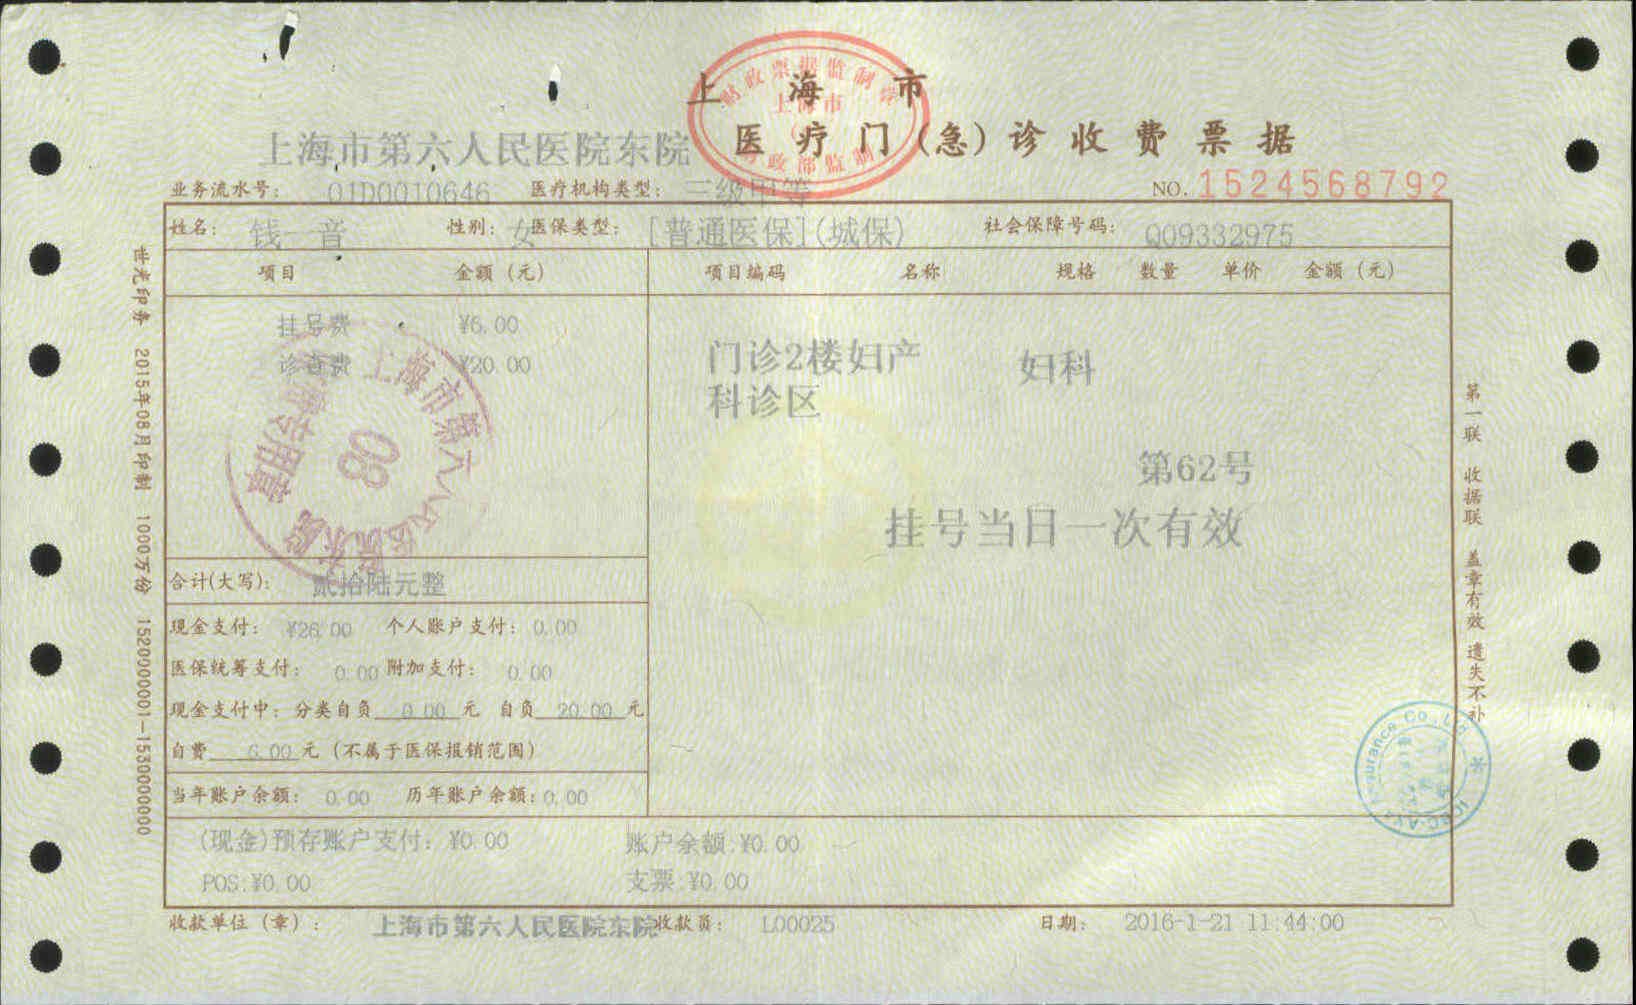 上海市
医疗门(急)诊收费票据
财政票据监制章
上海市
财政部监制
上海市第六人民医院东院
业务流水号: 01D0010646 医疗机构类型: 三级甲等 NO. 1524568792
姓名: 钱一音 性别: 女 医保类型: [普通医保](城保) 社会保障号码: Q09332975
项目 金额(元) 项目编码 名称 规格 数量 单价 金额(元)
挂号费 ¥6.00
诊查费 ¥20.00
门诊2楼妇产 妇科
科诊区
第62号
挂号当日一次有效
上海市第六人民医院东院
专用章
08
合计(大写): 贰拾陆元整
现金支付: ¥26.00 个人账户支付: 0.00
医保统筹支付: 0.00 附加支付: 0.00
现金支付中: 分类自负 0.00 元 自负 20.00 元
自费 6.00 元 (不属于医保报销范围)
当年账户余额: 0.00 历年账户余额: 0.00
(现金)预存账户支付: ¥0.00 账户余额:¥0.00
POS:¥0.00 支票:¥0.00
收款单位(章): 上海市第六人民医院东院 收款员: L00025 日期: 2016-1-21 11:44:00
世光印务 2015年08月印制 1000万份 1520000001-1530000000
第一联 收据联 盖章有效 遗失不补
ICBC-AXA Assurance Co., Ltd.